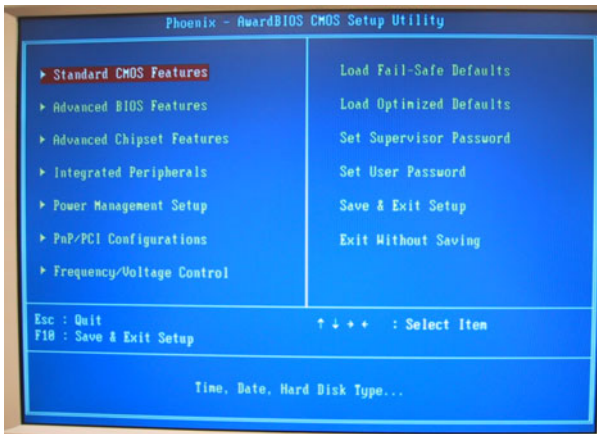 Phoenix - AwardBIOS CMOS Setup Utility
▸ Standard CMOS Features
▸ Advanced BIOS Features
▸ Advanced Chipset Features
▸ Integrated Peripherals
▸ Power Management Setup
▸ PnP/PCI Configurations
▸ Frequency/Voltage Control
Load Fail-Safe Defaults
Load Optimized Defaults
Set Supervisor Password
Set User Password
Save & Exit Setup
Exit Without Saving
Esc : Quit
F10 : Save & Exit Setup
↑ ↓ → ← : Select Item
Time, Date, Hard Disk Type...